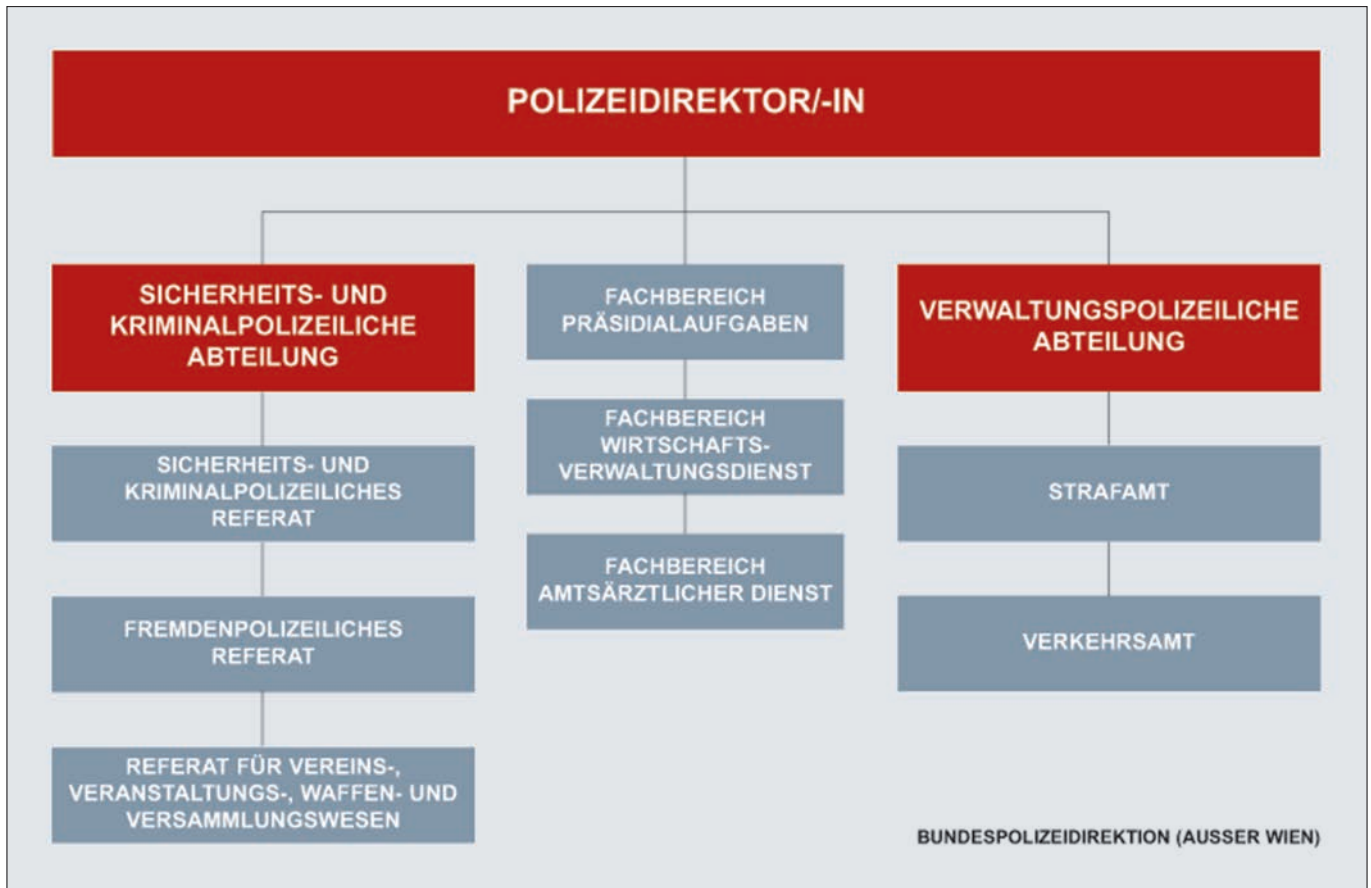 POLIZEIDIREKTOR/-IN
SICHERHEITS- UND
KRIMINALPOLIZEILICHE
ABTEILUNG
SICHERHEITS- UND
KRIMINALPOLIZEILICHES
REFERAT
FREMDENPOLIZEILICHES
REFERAT
REFERAT FÜR VEREINS-,
VERANSTALTUNGS-, WAFFEN- UND
VERSAMMLUNGSWESEN
FACHBEREICH
PRÄSIDIALAUFGABEN
FACHBEREICH
WIRTSCHAFTS-
VERWALTUNGSDIENST
FACHBEREICH
AMTSÄRZTLICHER DIENST
VERWALTUNGSPOLIZEILICHE
ABTEILUNG
STRAFAMT
VERKEHRSAMT
BUNDESPOLIZEIDIREKTION (AUSSER WIEN)